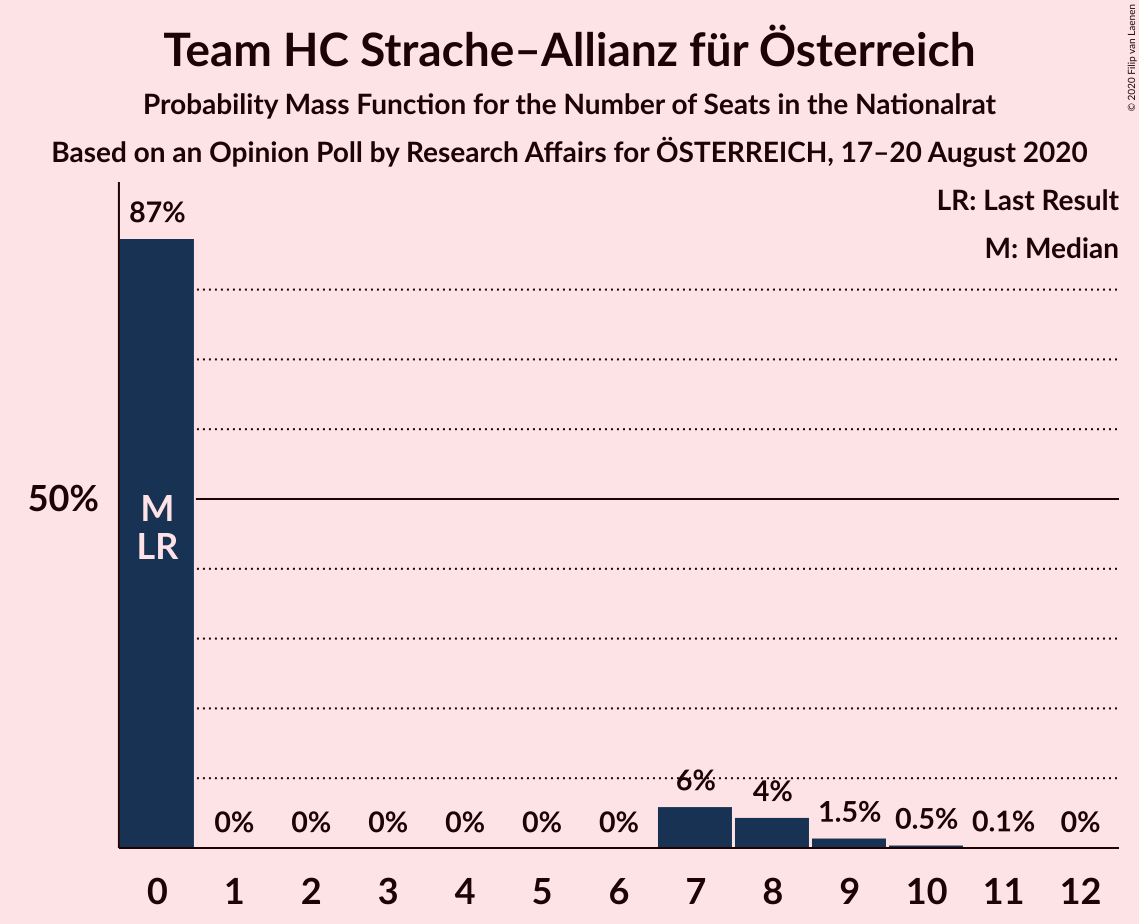 Team HC Strache–Allianz für Österreich
Probability Mass Function for the Number of Seats in the Nationalrat
Based on an Opinion Poll by Research Affairs for ÖSTERREICH, 17–20 August 2020
© 2020 Filip van Laenen
LR: Last Result
M: Median
87%
50%
M
LR
0% 0% 0% 0% 0% 0% 6% 4% 1.5% 0.5% 0.1% 0%
0 1 2 3 4 5 6 7 8 9 10 11 12